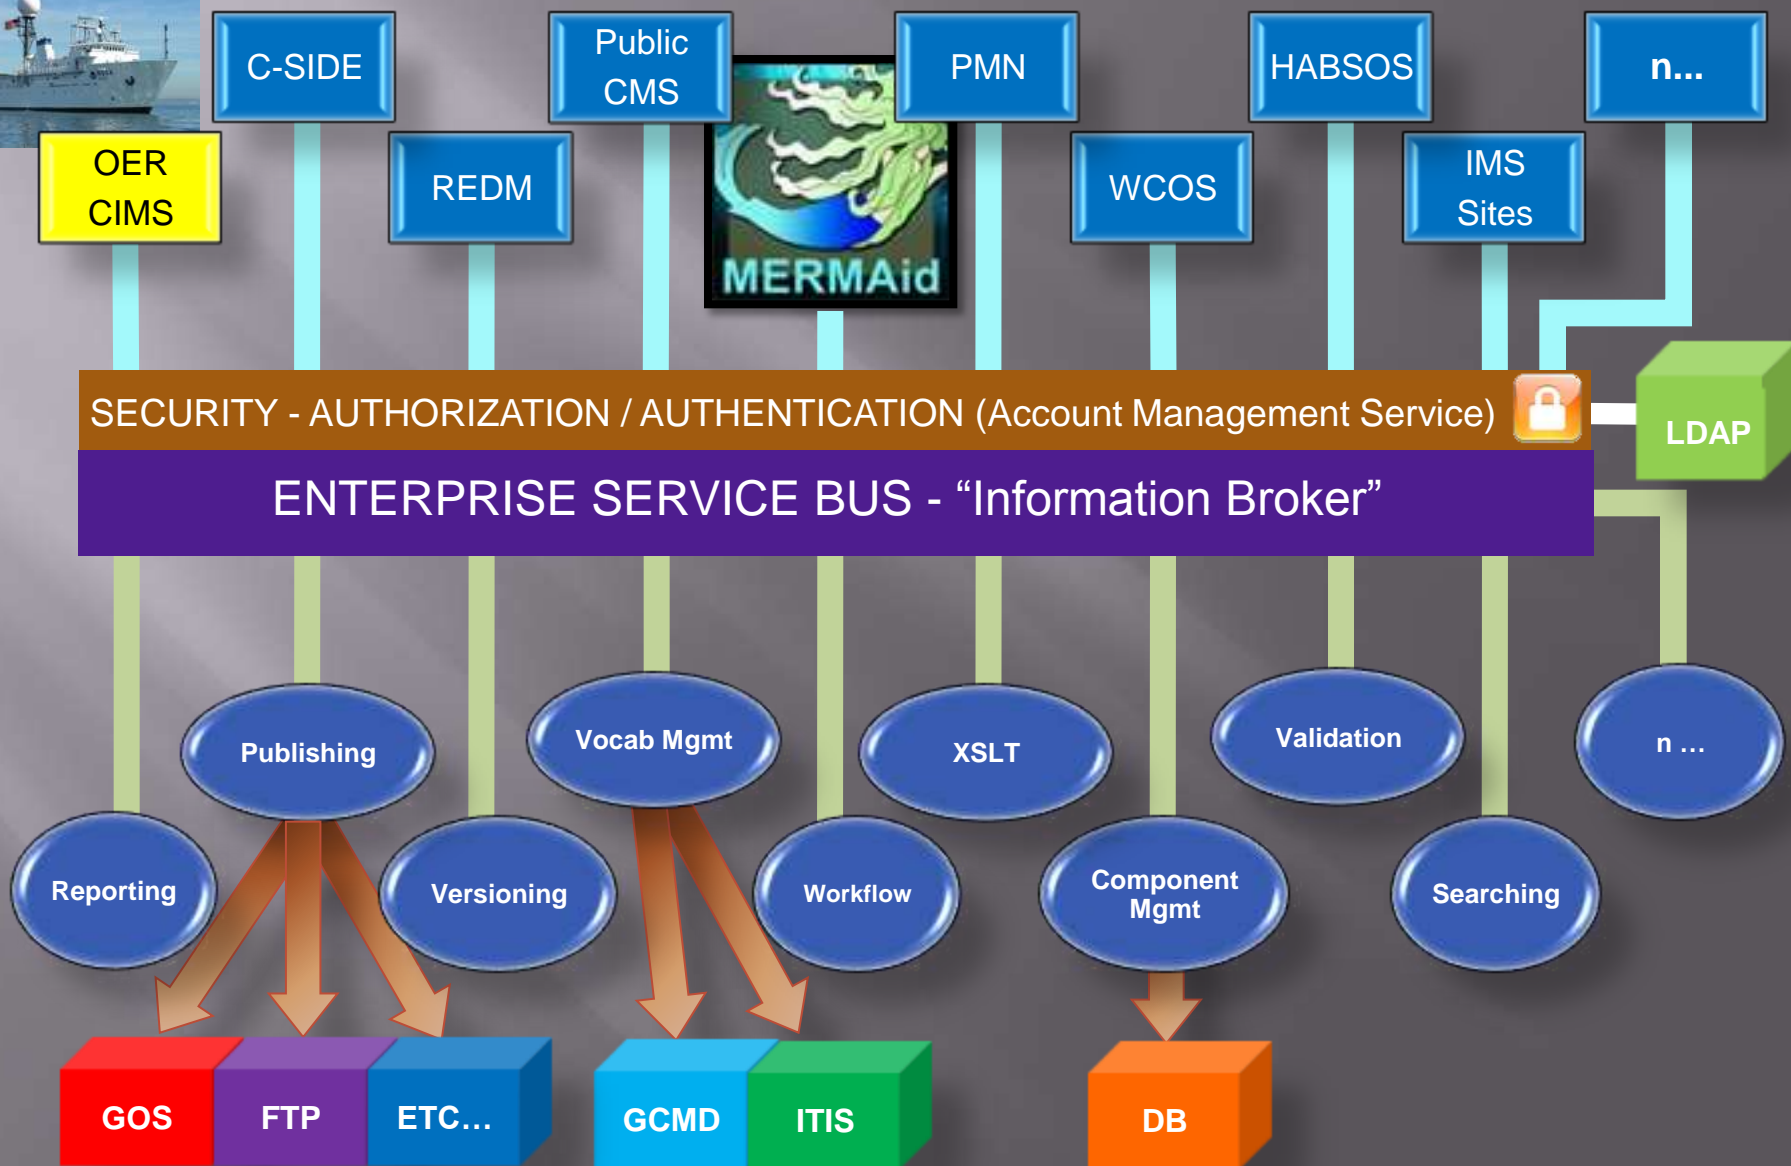 C-SIDE
Public
CMS
PMN
HABSOS
n...
OER
CIMS
REDM
MERMAid
WCOS
IMS
Sites
SECURITY - AUTHORIZATION / AUTHENTICATION (Account Management Service)
LDAP
ENTERPRISE SERVICE BUS - “Information Broker”
Publishing
Vocab Mgmt
XSLT
Validation
n …
Reporting
Versioning
Workflow
Component
Mgmt
Searching
GOS
FTP
ETC…
GCMD
ITIS
DB